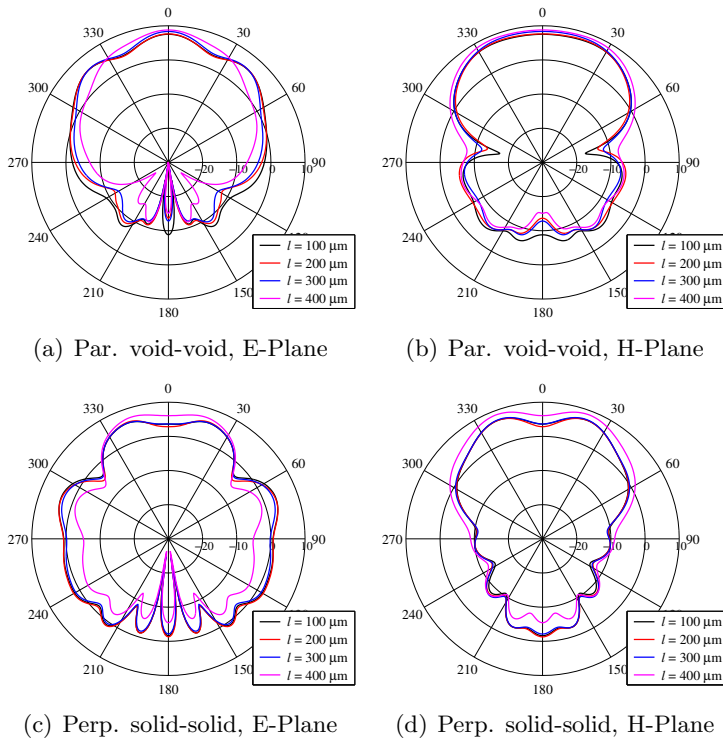 0
330 30
300 60
270 −20 −10 0 90
240
210 150
180
l = 100 µm
l = 200 µm
l = 300 µm
l = 400 µm
(a) Par. void-void, E-Plane
0
330 30
300 60
270 −20 −10 0 90
240
210 150
180
l = 100 µm
l = 200 µm
l = 300 µm
l = 400 µm
(b) Par. void-void, H-Plane
0
330 30
300 60
270 −20 −10 0 90
240
210 150
180
l = 100 µm
l = 200 µm
l = 300 µm
l = 400 µm
(c) Perp. solid-solid, E-Plane
0
330 30
300 60
270 −20 −10 0 90
240
210 150
180
l = 100 µm
l = 200 µm
l = 300 µm
l = 400 µm
(d) Perp. solid-solid, H-Plane